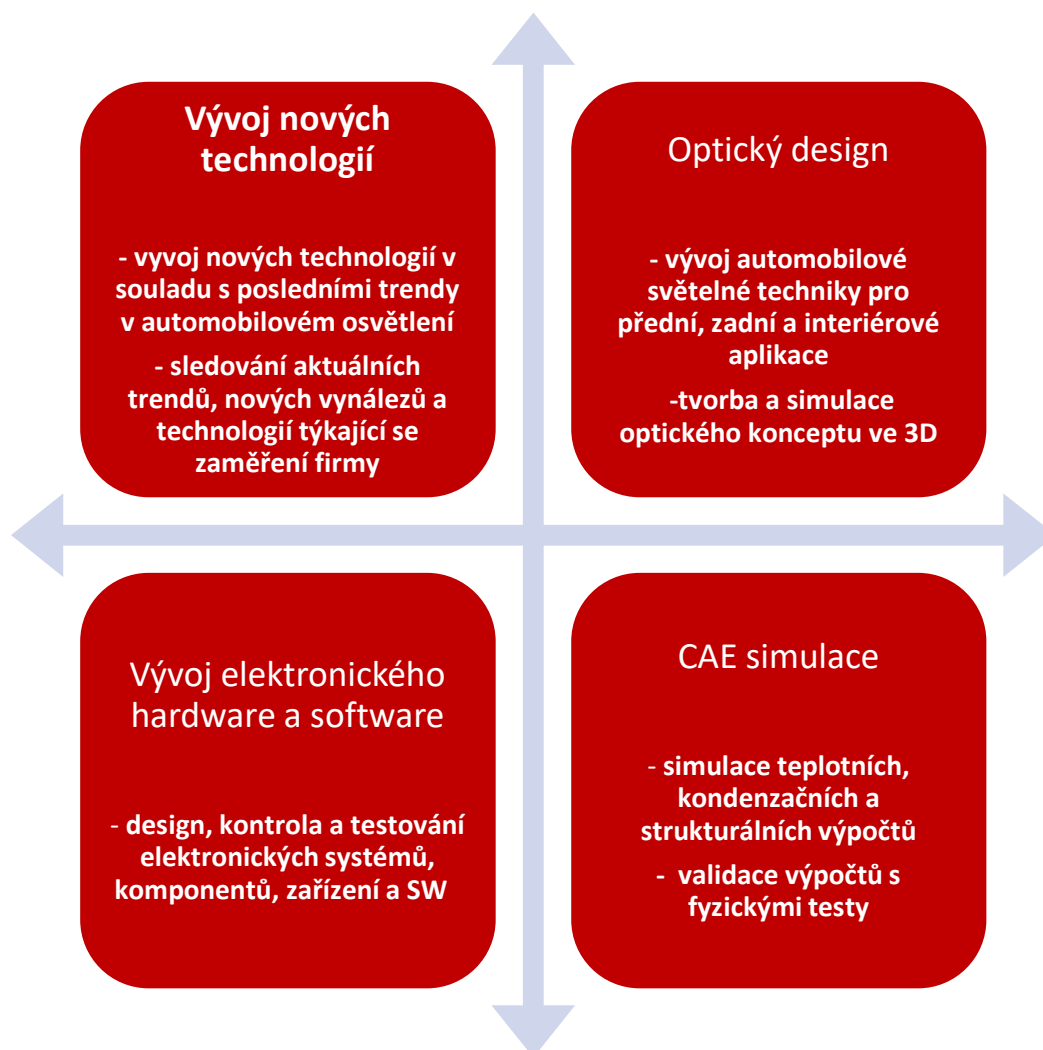 Vývoj nových
technologií
- vyvoj nových technologií v
souladu s posledními trendy
v automobilovém osvětlení
- sledování aktuálních
trendů, nových vynálezů a
technologií týkající se
zaměření firmy
Optický design
- vývoj automobilové
světelné techniky pro
přední, zadní a interiérové
aplikace
-tvorba a simulace
optického konceptu ve 3D
Vývoj elektronického
hardware a software
- design, kontrola a testování
elektronických systémů,
komponentů, zařízení a SW
CAE simulace
- simulace teplotních,
kondenzačních a
strukturálních výpočtů
- validace výpočtů s
fyzickými testy